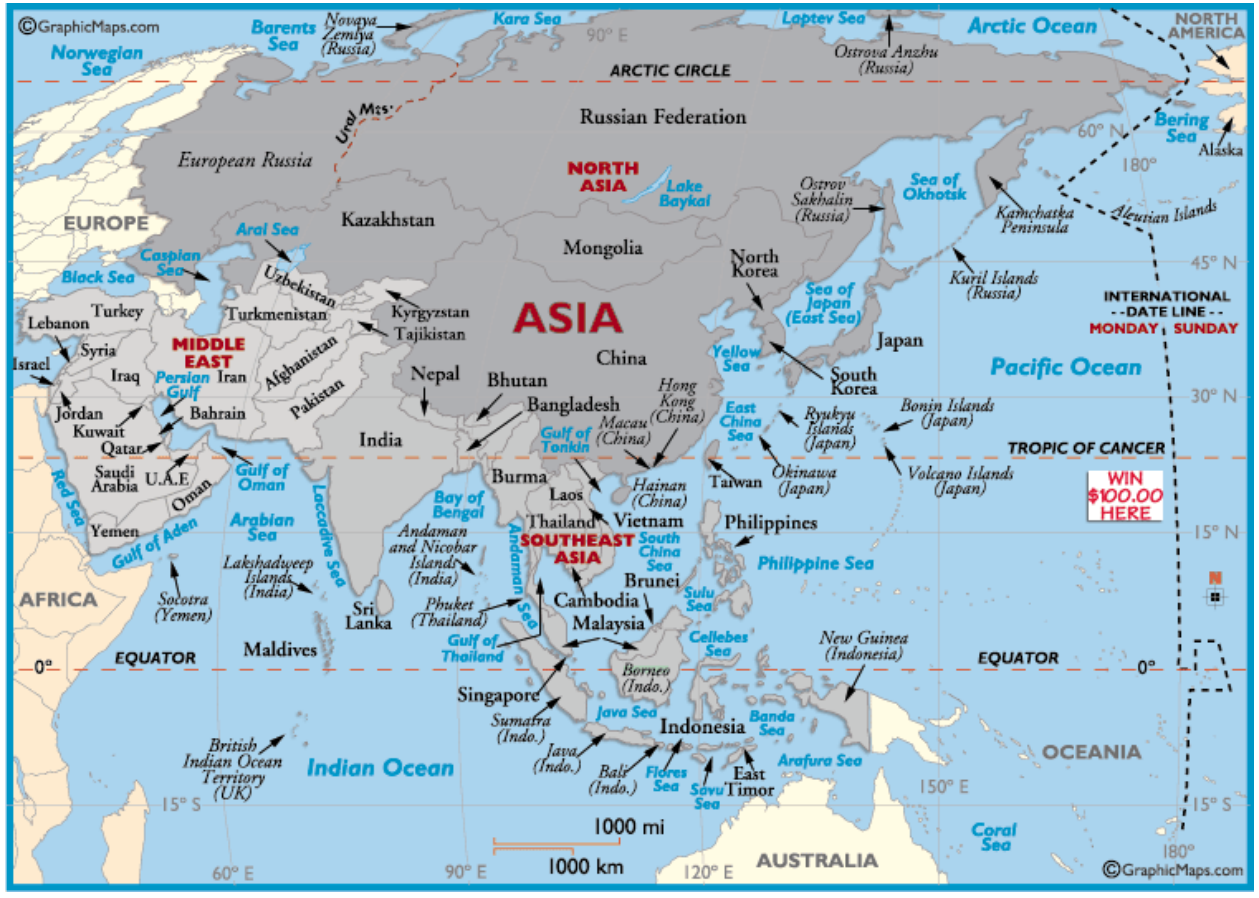 ©GraphicMaps.com
Novaya
Zemlya
(Russia)
Barents
Sea
Kara Sea
90° E
Laptev Sea
Ostrova Anzhu
(Russia)
Arctic Ocean
NORTH
AMERICA
Norwegian
Sea
ARCTIC CIRCLE
Ural Mts.
Russian Federation
60° N
Bering
Sea
Alaska
180°
European Russia
NORTH
ASIA
Lake
Baykal
Ostrov
Sakhalin
(Russia)
Sea of
Okhotsk
Kamchatka
Peninsula
Aleutian Islands
EUROPE
Kazakhstan
Aral Sea
Mongolia
Caspian
Sea
Black Sea
North
Korea
45° N
Kuril Islands
(Russia)
Uzbekistan
Turkey
Turkmenistan
Kyrgyzstan
Tajikistan
ASIA
Sea of
Japan
(East Sea)
INTERNATIONAL
--DATE LINE--
MONDAY
SUNDAY
Lebanon
Syria
MIDDLE
EAST
Afghanistan
China
Japan
Yellow
Sea
Pacific Ocean
Israel
Iraq
Iran
Persian
Gulf
Pakistan
Nepal
Bhutan
South
Korea
Hong
Kong
(China)
30° N
Jordan
Kuwait
Bahrain
Bangladesh
Macau
(China)
East
China
Sea
Ryukyu
Islands
(Japan)
Bonin Islands
(Japan)
Qatar
India
Gulf of
Tonkin
TROPIC OF CANCER
Saudi
Arabia
U.A.E
Oman
Gulf of
Oman
Burma
Laos
Hainan
(China)
Taiwan
Okinawa
(Japan)
Volcano Islands
(Japan)
WIN
$100.00
HERE
Red Sea
Yemen
Gulf of Aden
Arabian
Sea
Laccadive Sea
Bay of
Bengal
Thailand
Vietnam
Philippines
15° N
SOUTHEAST
ASIA
South
China
Sea
Philippine Sea
Lakshadweep
Islands
(India)
Andaman
and Nicobar
Islands
(India)
Andaman Sea
Brunei
N
AFRICA
Socotra
(Yemen)
Sri
Lanka
Phuket
(Thailand)
Cambodia
Sulu
Sea
Malaysia
Maldives
Gulf of
Thailand
Cellebes
Sea
New Guinea
(Indonesia)
0°
EQUATOR
Borneo
(Indo.)
EQUATOR
0°
Singapore
Sumatra
(Indo.)
Java Sea
Indonesia
Banda
Sea
British
Indian Ocean
Territory
(UK)
Indian Ocean
Java
(Indo.)
Bali
(Indo.)
Flores
Sea
Savu
Sea
East
Timor
Arafura Sea
OCEANIA
15° S
150° E
15° S
1000 mi
1000 km
Coral
Sea
60° E
90° E
120° E
AUSTRALIA
180°
©GraphicMaps.com